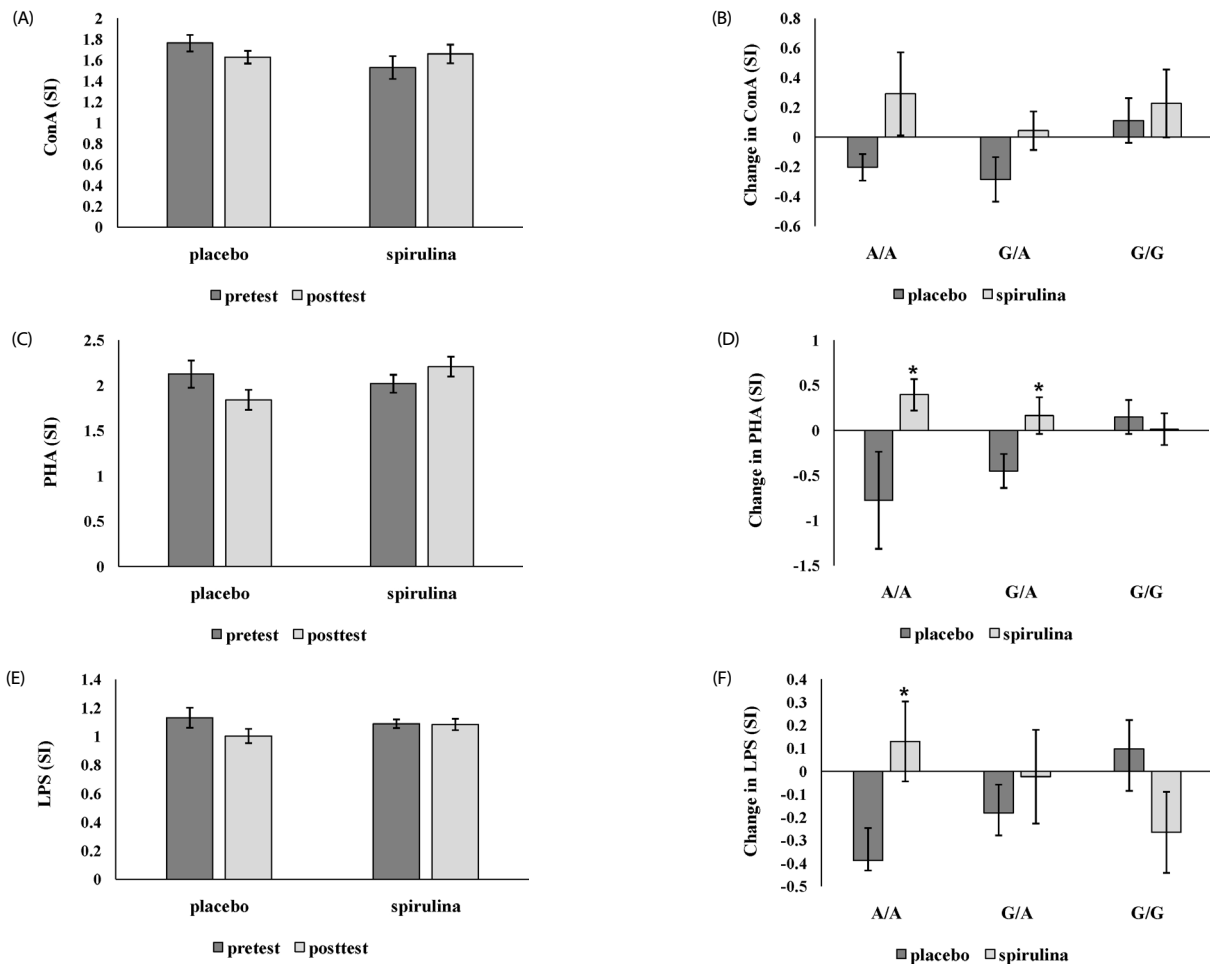 (A)
ConA (SI)
2
1.8
1.6
1.4
1.2
1
0.8
0.6
0.4
0.2
0
placebo spirulina
pretest posttest
(B)
Change in ConA (SI)
0.8
0.6
0.4
0.2
0
-0.2
-0.4
-0.6
A/A G/A G/G
placebo spirulina
(C)
PHA (SI)
2.5
2
1.5
1
0.5
0
placebo spirulina
pretest posttest
(D)
Change in PHA (SI)
1
0.5
0
-0.5
-1
-1.5
* *
A/A G/A G/G
placebo spirulina
(E)
LPS (SI)
1.4
1.2
1
0.8
0.6
0.4
0.2
0
placebo spirulina
pretest posttest
(F)
Change in LPS (SI)
0.4
0.3
0.2
0.1
0
-0.1
-0.2
-0.3
-0.4
-0.5
*
A/A G/A G/G
placebo spirulina